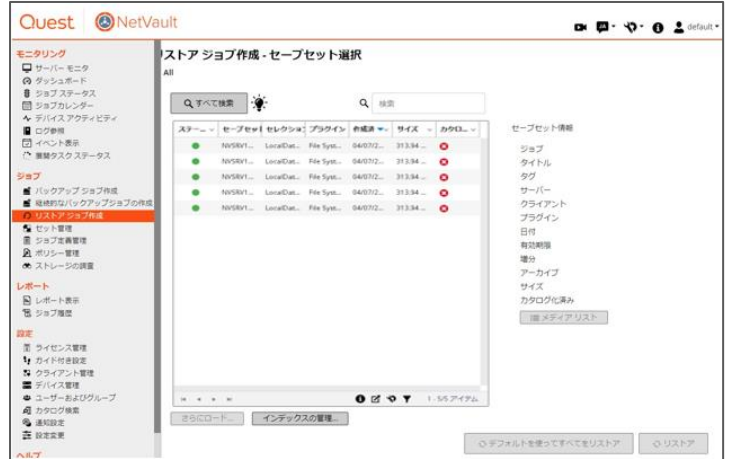 Quest NetVault
default
モニタリング
サーバー モニタ
ダッシュボード
ジョブ ステータス
ジョブカレンダー
デバイス アクティビティ
ログ参照
イベント表示
展開タスク ステータス
ジョブ
バックアップ ジョブ作成
継続的なバックアップジョブの作成
リストア ジョブ作成
セット管理
ジョブ定義管理
ポリシー管理
ストレージの調査
レポート
レポート表示
ジョブ履歴
設定
ライセンス管理
ガイド付き設定
クライアント管理
デバイス管理
ユーザーおよびグループ
カタログ検索
通知設定
設定変更
ヘルプ
リストア ジョブ作成 - セーブセット選択
All
すべて検索
検索
ステー... セーブセット セレクション プラグイン 作成済 サイズ カタロ...
NVSRV1... LocalDat... File Syst... 04/07/2... 313.94 ...
NVSRV1... LocalDat... File Syst... 04/07/2... 313.94 ...
NVSRV1... LocalDat... File Syst... 04/07/2... 313.94 ...
NVSRV1... LocalDat... File Syst... 04/07/2... 313.94 ...
NVSRV1... LocalDat... File Syst... 04/07/2... 313.94 ...
1 - 5/5 アイテム
さらにロード... インデックスの管理...
セーブセット情報
ジョブ
タイトル
タグ
サーバー
クライアント
プラグイン
日付
有効期限
増分
アーカイブ
サイズ
カタログ化済み
メディア リスト
デフォルトを使ってすべてをリストア リストア